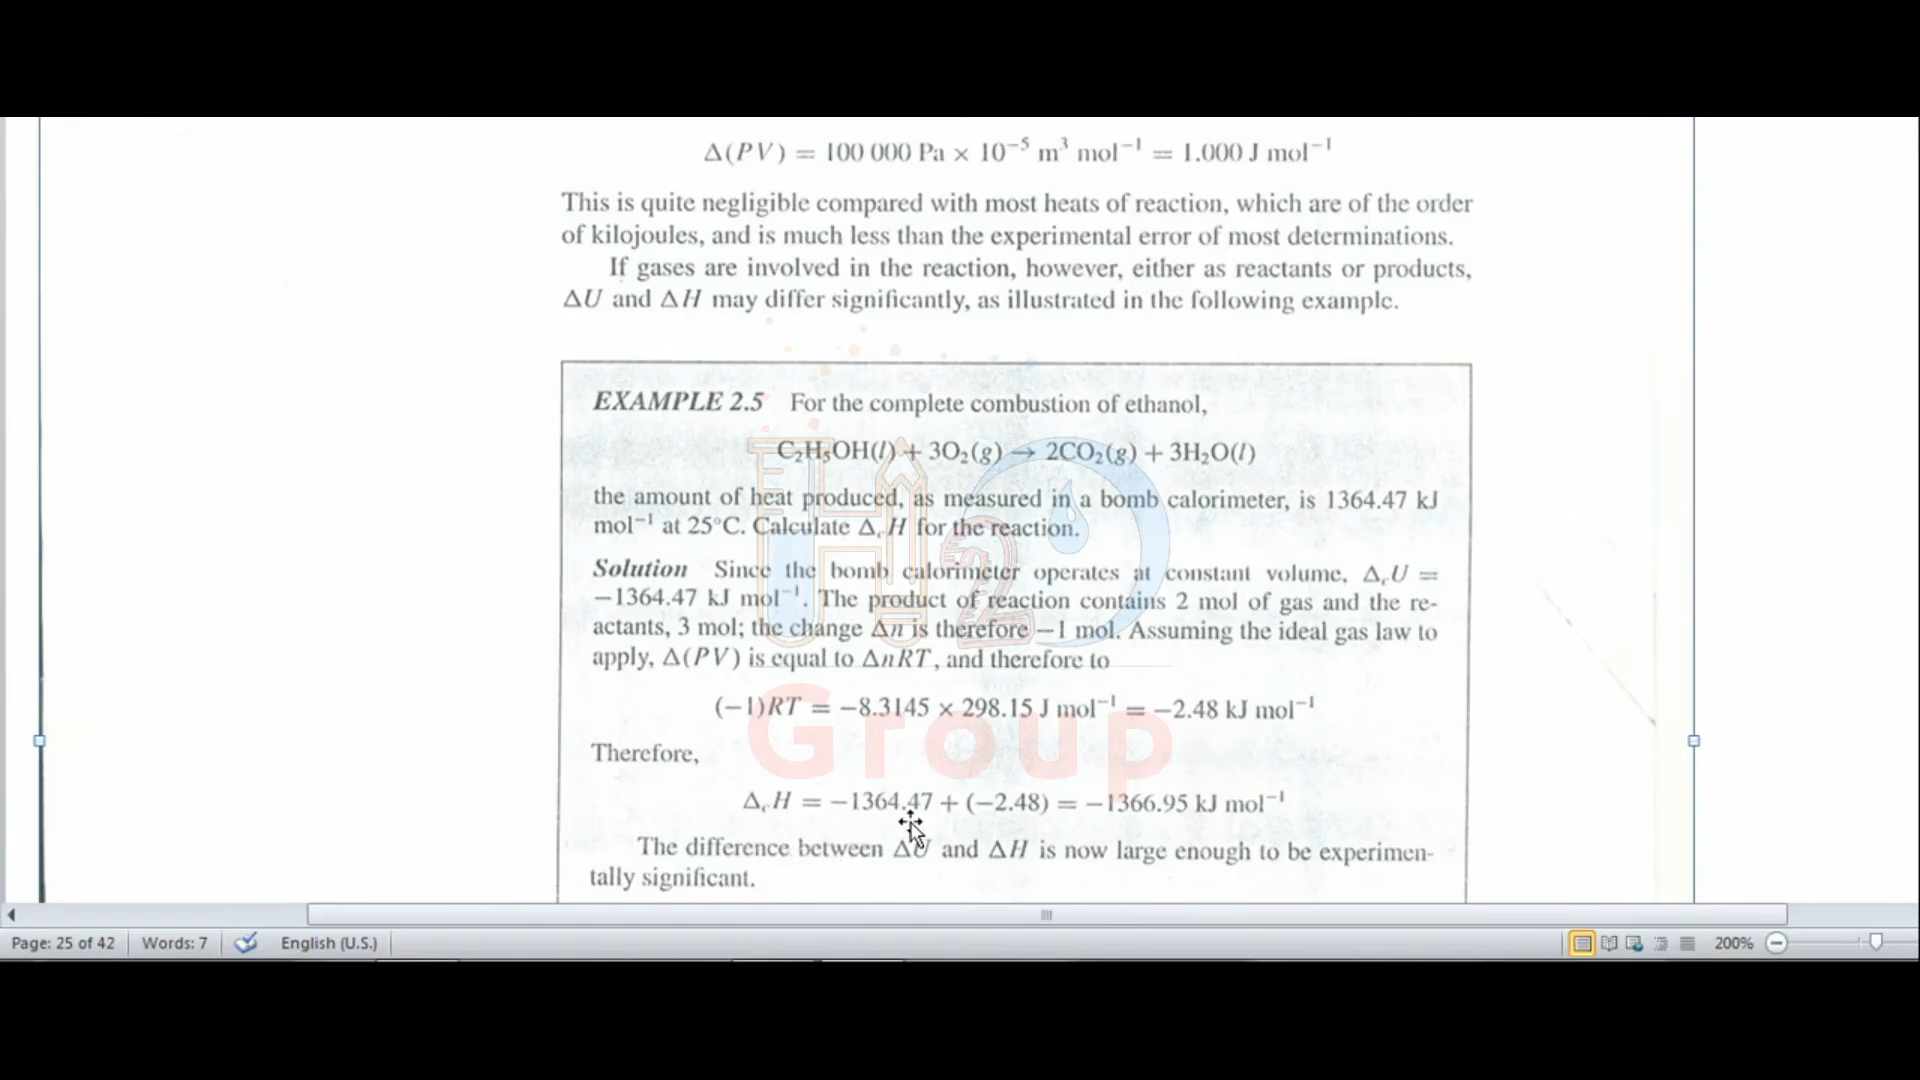 Δ(PV) = 100 000 Pa × 10⁻⁵ m³ mol⁻¹ = 1.000 J mol⁻¹
This is quite negligible compared with most heats of reaction, which are of the order
of kilojoules, and is much less than the experimental error of most determinations.
If gases are involved in the reaction, however, either as reactants or products,
ΔU and ΔH may differ significantly, as illustrated in the following example.
EXAMPLE 2.5 For the complete combustion of ethanol,
C₂H₅OH(l) + 3O₂(g) → 2CO₂(g) + 3H₂O(l)
the amount of heat produced, as measured in a bomb calorimeter, is 1364.47 kJ
mol⁻¹ at 25°C. Calculate Δ_cH for the reaction.
Solution Since the bomb calorimeter operates at constant volume, Δ_cU =
−1364.47 kJ mol⁻¹. The product of reaction contains 2 mol of gas and the re-
actants, 3 mol; the change Δn is therefore −1 mol. Assuming the ideal gas law to
apply, Δ(PV) is equal to ΔnRT, and therefore to
(−1)RT = −8.3145 × 298.15 J mol⁻¹ = −2.48 kJ mol⁻¹
Therefore,
Δ_cH = −1364.47 + (−2.48) = −1366.95 kJ mol⁻¹
The difference between ΔU and ΔH is now large enough to be experimen-
tally significant.
H2O
Group
Page: 25 of 42 Words: 7 English (U.S.) 200%